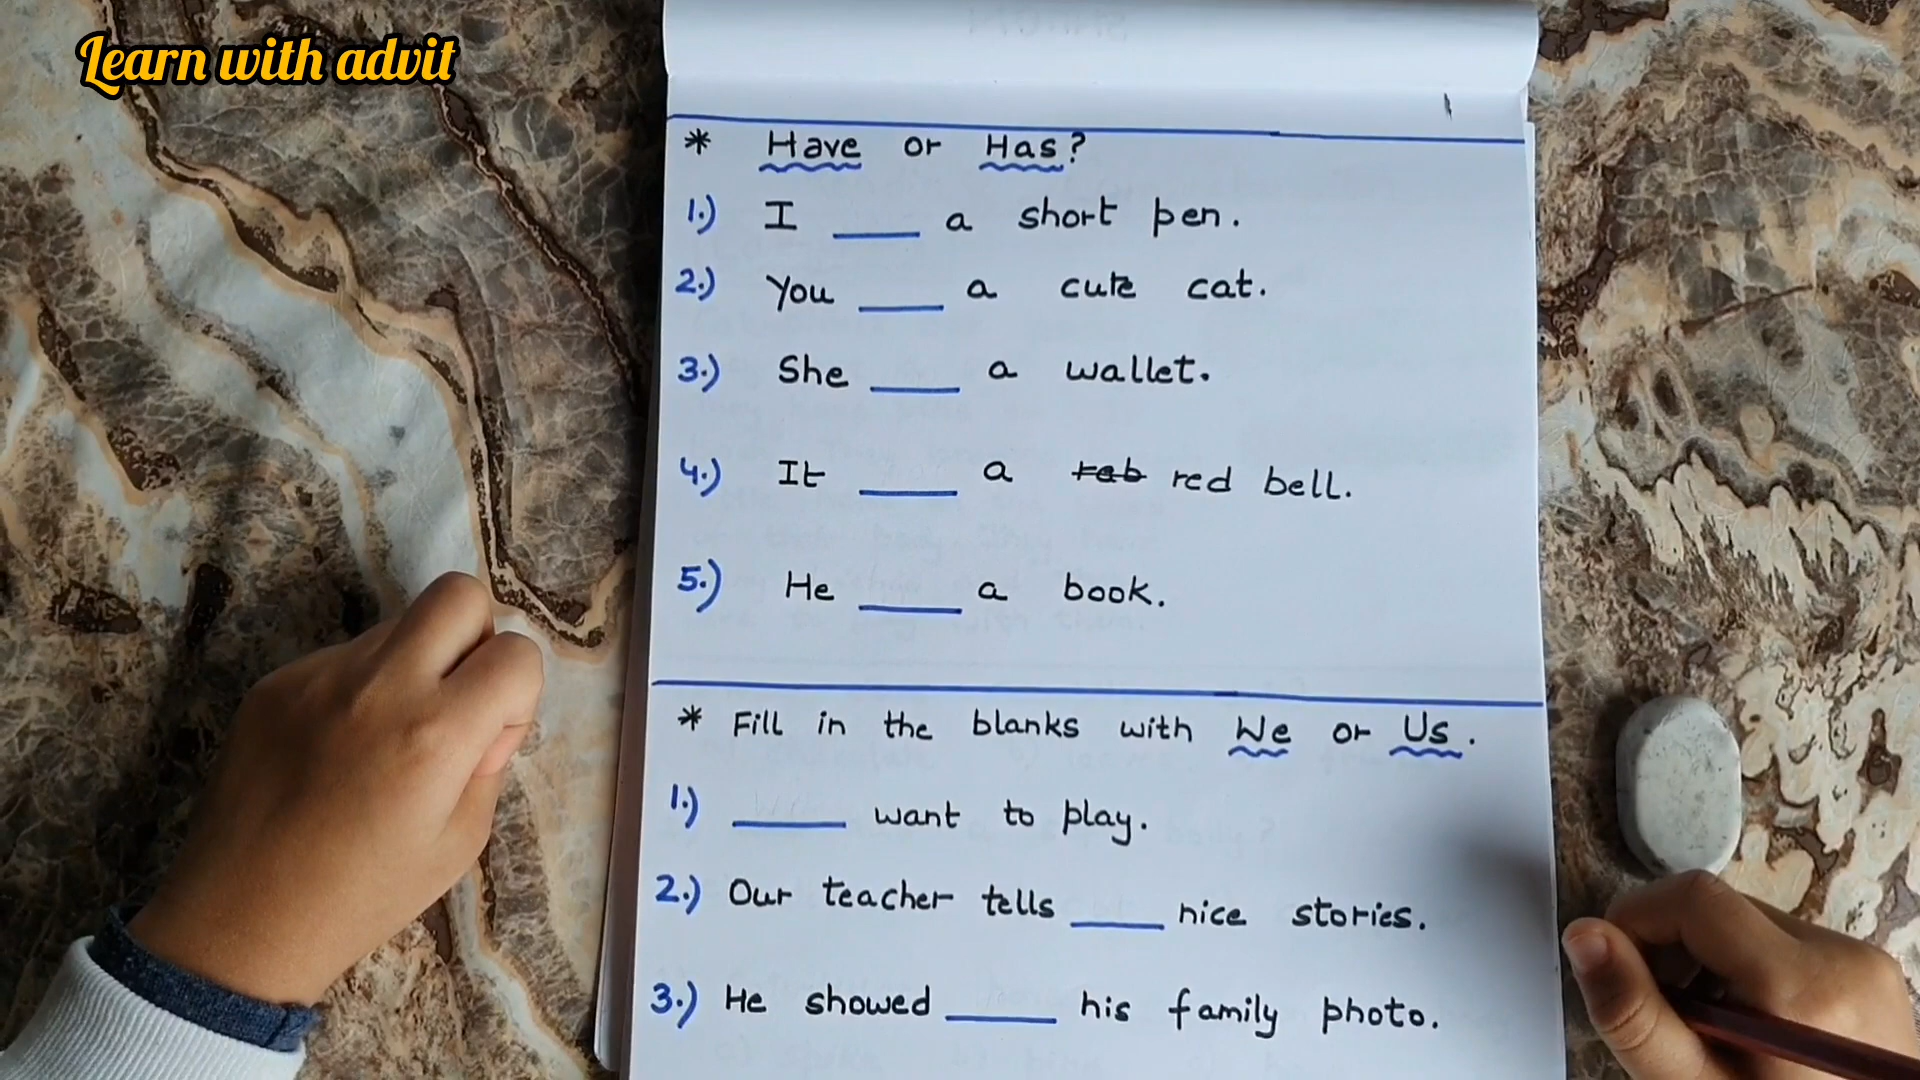 Learn with advit
* Have or Has?
1.) I ____ a short pen.
2.) You ____ a cute cat.
3.) She ____ a wallet.
4.) It ____ a reb red bell.
5.) He ____ a book.
* Fill in the blanks with We or Us.
1.) ____ want to play.
2.) Our teacher tells ____ nice stories.
3.) He showed ____ his family photo.